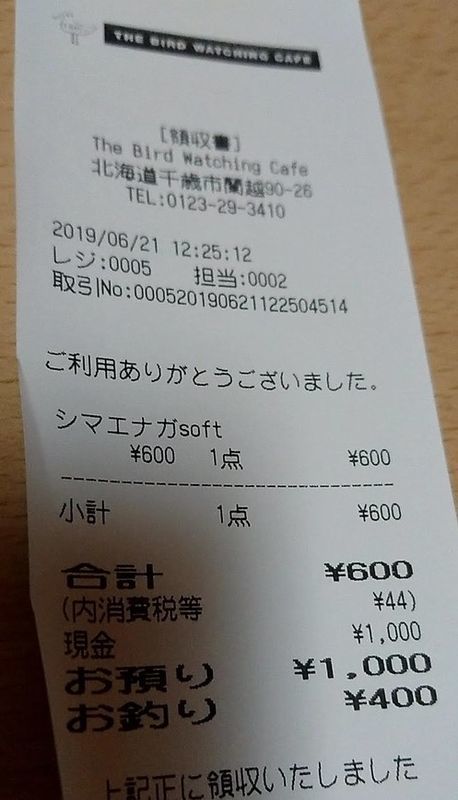 THE BIRD WATCHING CAFE
[領収書]
The Bird Watching Cafe
北海道千歳市蘭越90-26
TEL:0123-29-3410
2019/06/21 12:25:12
レジ:0005 担当:0002
取引No:000520190621122504514
ご利用ありがとうございました。
シマエナガsoft
¥600 1点 ¥600
小計 1点 ¥600
合計 ¥600
(内消費税等 ¥44)
現金 ¥1,000
お預り ¥1,000
お釣り ¥400
上記正に領収いたしました